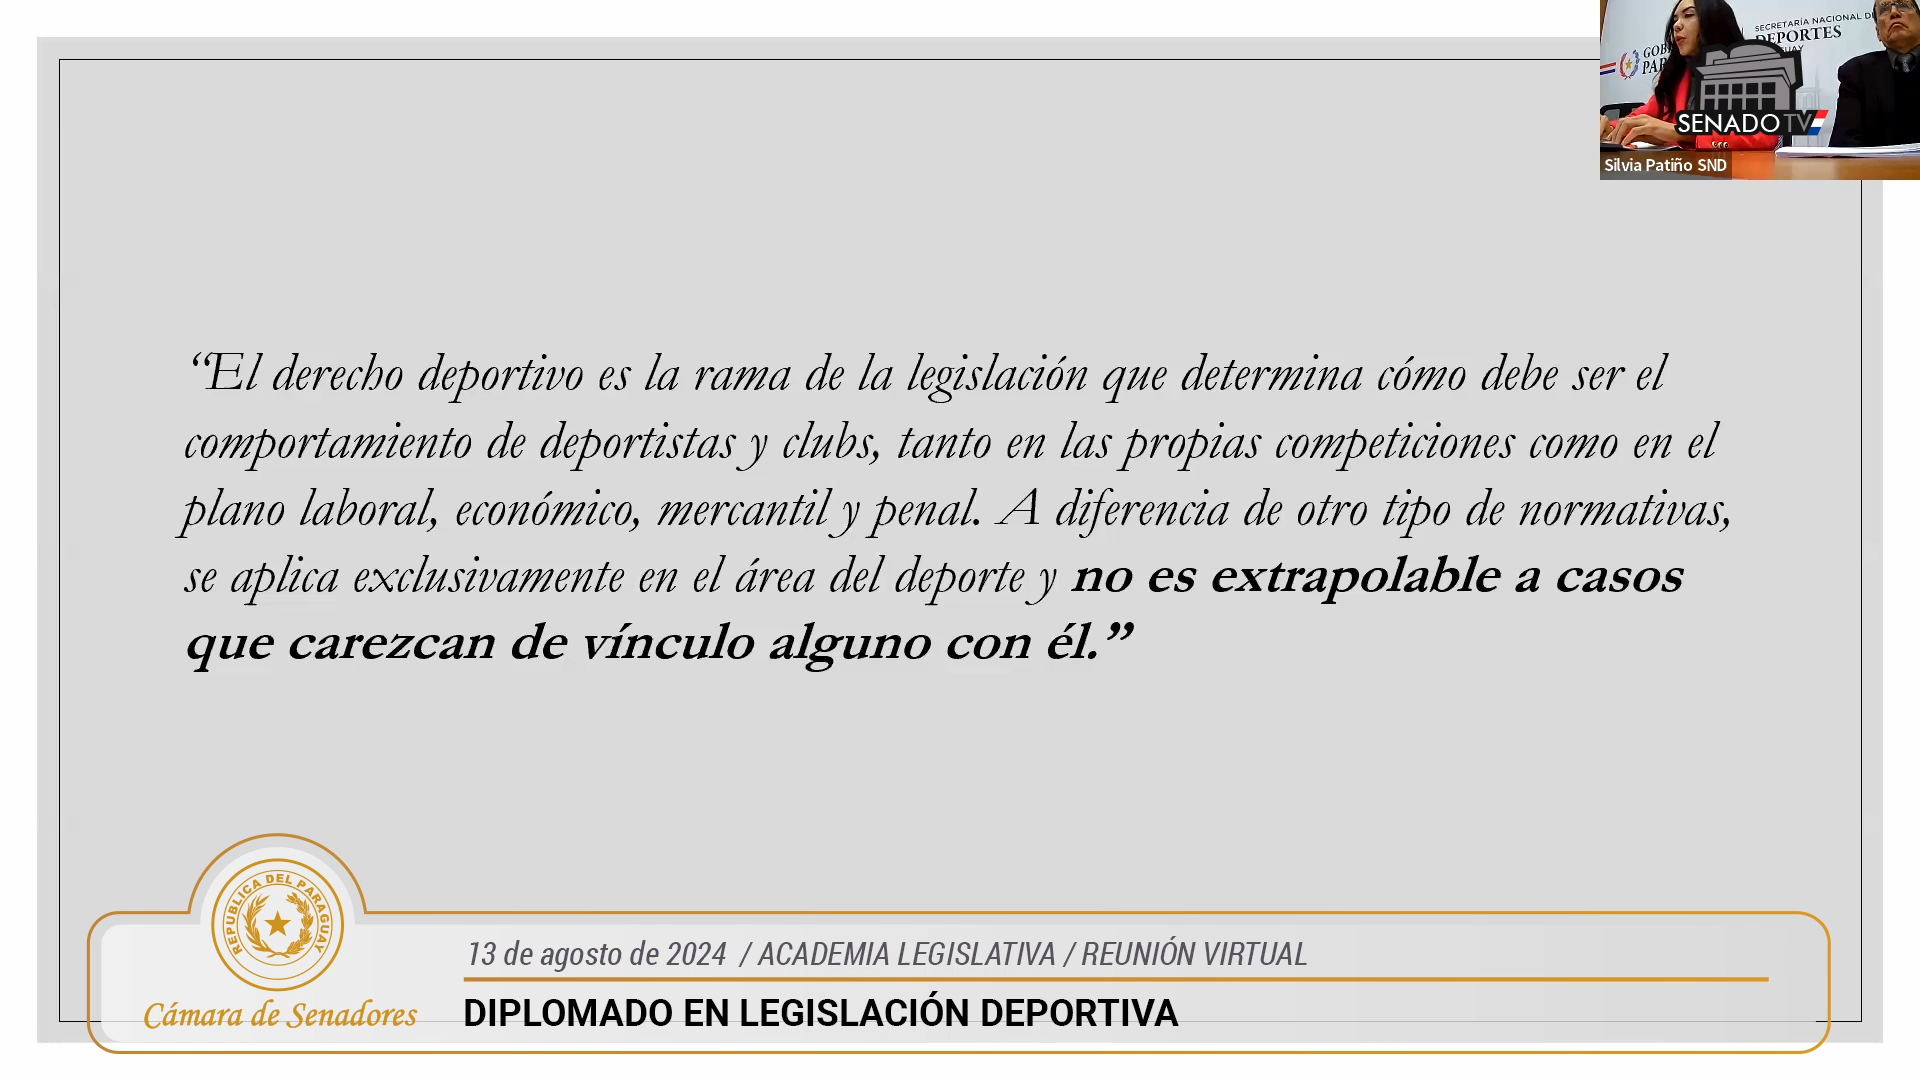 SECRETARÍA NACIONAL DE
DEPORTES
SENADO TV
Silvia Patiño SND
“El derecho deportivo es la rama de la legislación que determina cómo debe ser el
comportamiento de deportistas y clubs, tanto en las propias competiciones como en el
plano laboral, económico, mercantil y penal. A diferencia de otro tipo de normativas,
se aplica exclusivamente en el área del deporte y no es extrapolable a casos
que carezcan de vínculo alguno con él.”
REPUBLICA DEL PARAGUAY
Cámara de Senadores
13 de agosto de 2024 / ACADEMIA LEGISLATIVA / REUNIÓN VIRTUAL
DIPLOMADO EN LEGISLACIÓN DEPORTIVA